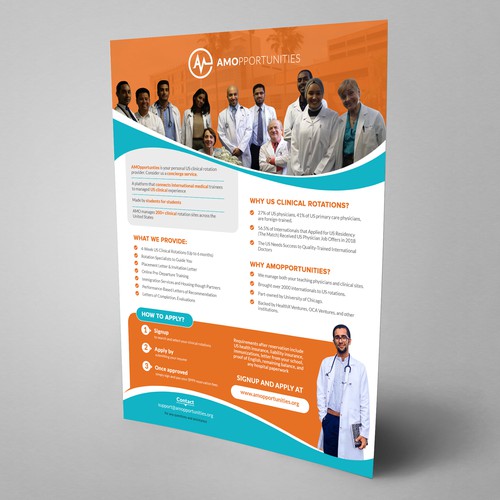 AMOPPORTUNITIES
AMOpportunities is your personal US clinical rotation
provider. Consider us a concierge service.
A platform that connects international medical trainees
to managed US clinical experience
Made by students for students
AMO manages 200+ clinical rotation sites across the
United States
WHAT WE PROVIDE:
4-Week US Clinical Rotations (Up to 6 months)
Rotation Specialists to Guide You
Placement Letter & Invitation Letter
Online Pre-Departure Training
Immigration Services and Housing through Partners
Performance Based Letters of Recommendation
Letters of Completion, Evaluations
WHY US CLINICAL ROTATIONS?
27% of US physicians, 41% of US primary care physicians,
are foreign-trained.
56.5% of Internationals that Applied for US Residency
(The Match) Received US Physician Job Offers in 2018
The US Needs Success to Quality-Trained International
Doctors
WHY AMOPPORTUNITIES?
We manage both your teaching physicians and clinical sites
Brought over 1000 internationals to US rotations.
Part-owned by University of Chicago.
Backed by HealthX Ventures, OCA Ventures, and other
institutions.
HOW TO APPLY?
1 Signup
2 Apply by
3 Once approved
Requirements after reservation include
US health insurance, liability insurance,
immunizations, letter from your school,
proof of English, remaining balance, and
any hospital paperwork
SIGNUP AND APPLY AT
www.amopportunities.org
Contact
support@amopportunities.org